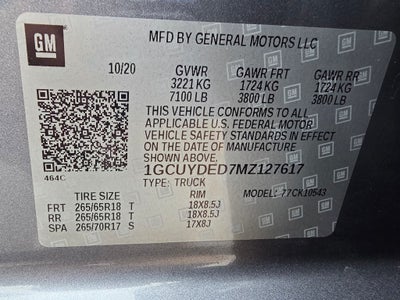 GM
MFD BY GENERAL MOTORS LLC
10/20 GVWR GAWR FRT GAWR RR
3221 KG 1724 KG 1724 KG
7100 LB 3800 LB 3800 LB
THIS VEHICLE CONFORMS TO ALL
APPLICABLE U.S. FEDERAL MOTOR
VEHICLE SAFETY STANDARDS IN EFFECT
ON THE DATE OF MANUFACTURE
SHOWN ABOVE.
1GCUYDED7MZ127617
464C TYPE: TRUCK
MODEL: 77CK10543
TIRE SIZE RIM
FRT 265/65R18 T 18X8.5J
RR 265/65R18 T 18X8.5J
SPA 265/70R17 S 17X8J